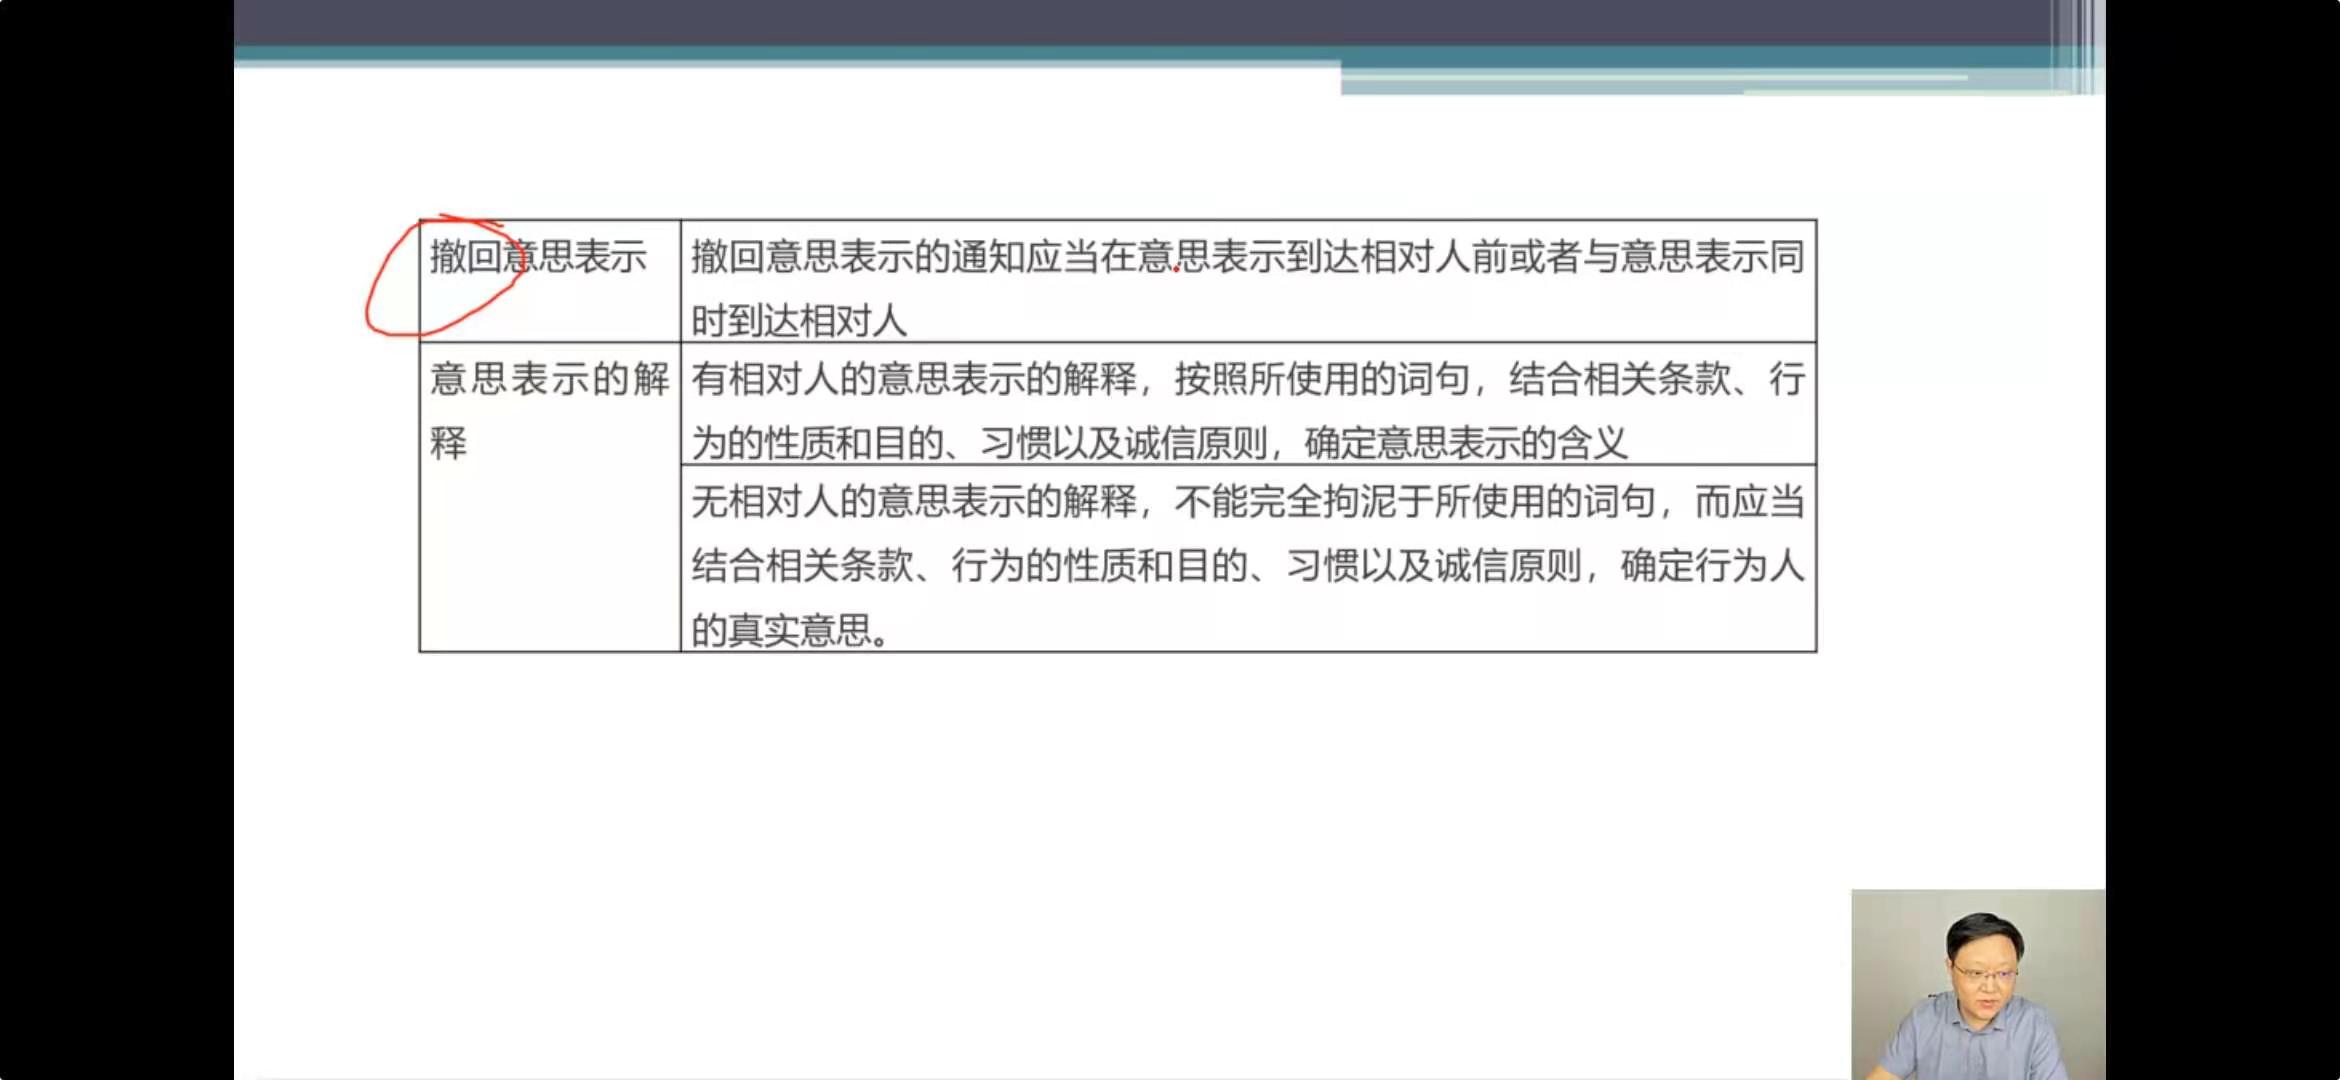 撤回意思表示
撤回意思表示的通知应当在意思表示到达相对人前或者与意思表示同
时到达相对人
意思表示的解
释
有相对人的意思表示的解释，按照所使用的词句，结合相关条款、行
为的性质和目的、习惯以及诚信原则，确定意思表示的含义
无相对人的意思表示的解释，不能完全拘泥于所使用的词句，而应当
结合相关条款、行为的性质和目的、习惯以及诚信原则，确定行为人
的真实意思。